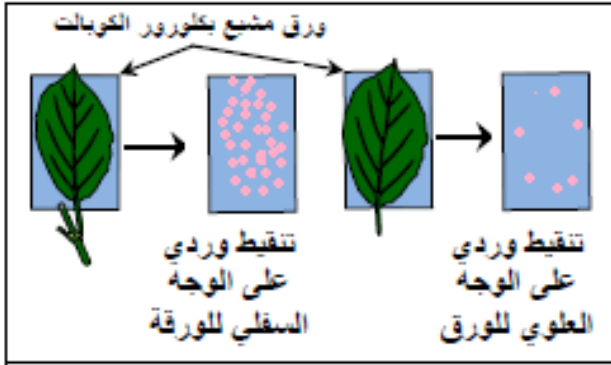 ورق مشبع بكلورور الكوبالت
تنقيط وردي
على الوجه
السفلي للورقة
تنقيط وردي
على الوجه
العلوي للورق